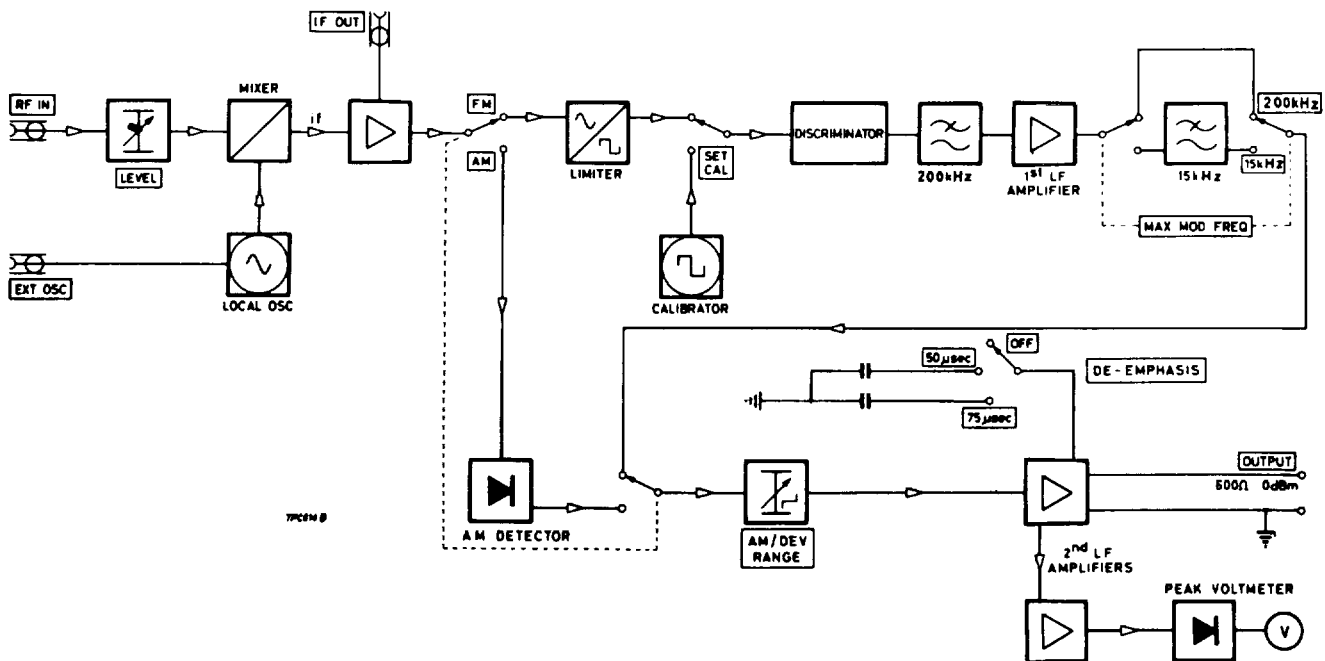 IF OUT
MIXER
RF IN
if
FM
200kHz
LEVEL
AM
LIMITER
SET
CAL
DISCRIMINATOR
200kHz
1st LF
AMPLIFIER
15kHz
15kHz
MAX MOD FREQ
EXT OSC
LOCAL OSC
CALIBRATOR
OFF
50μsec
DE-EMPHASIS
75μsec
OUTPUT
600Ω 0dBm
AM DETECTOR
AM/DEV
RANGE
2nd LF
AMPLIFIERS
PEAK VOLTMETER
V